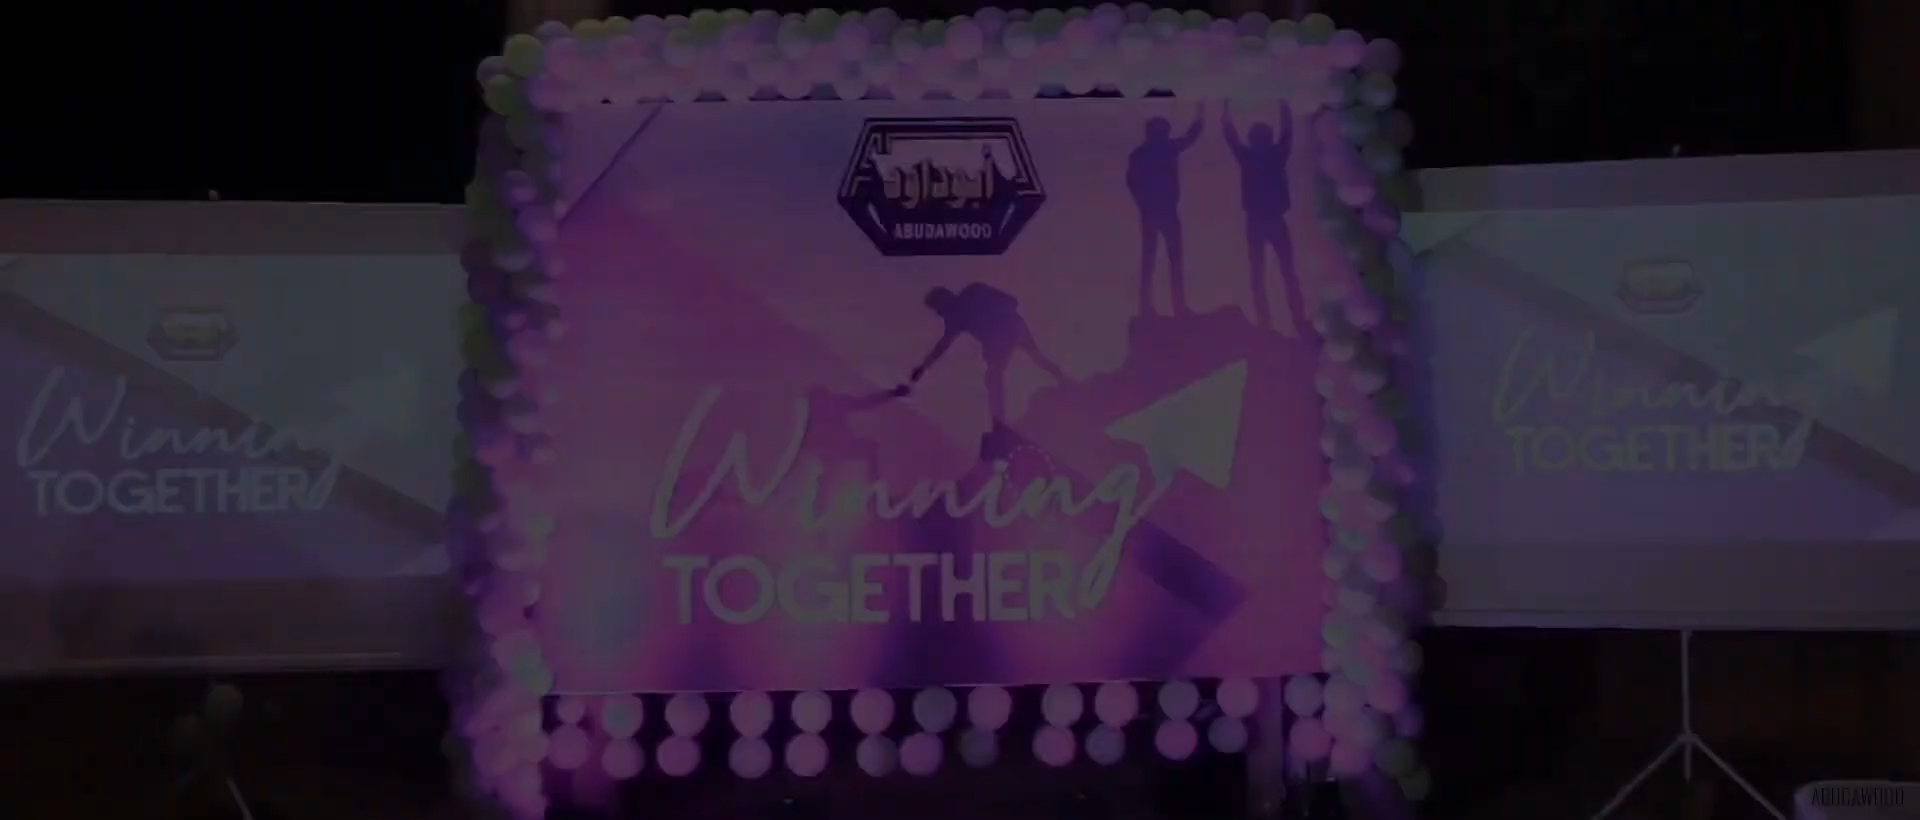 أبوداود
ABUDAWOOD
Winning
TOGETHER
Winning
TOGETHER
Winning
TOGETHER
ABUDAWOOD